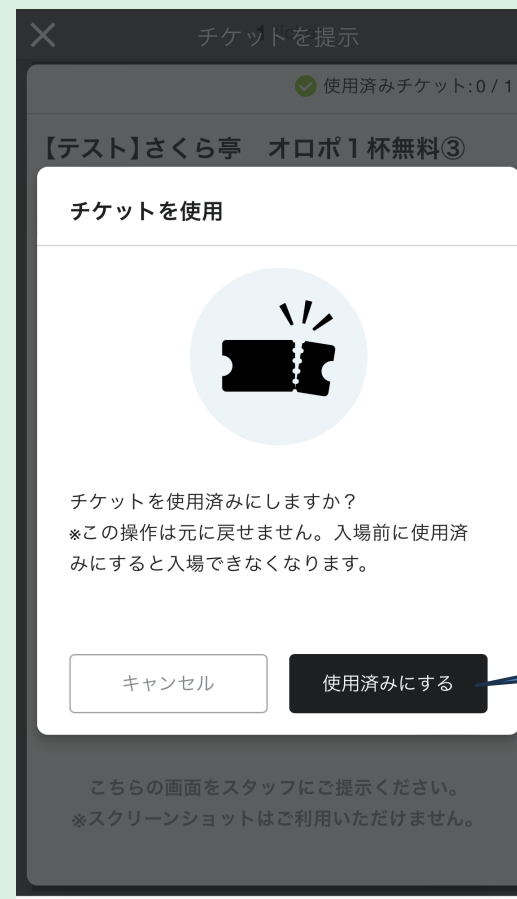 チケットを提示
使用済みチケット:0 / 1
【テスト】さくら亭 オロポ1杯無料③
チケットを使用
チケットを使用済みにしますか？
※この操作は元に戻せません。入場前に使用済
みにすると入場できなくなります。
キャンセル
使用済みにする
こちらの画面をスタッフにご提示ください。
※スクリーンショットはご利用いただけません。